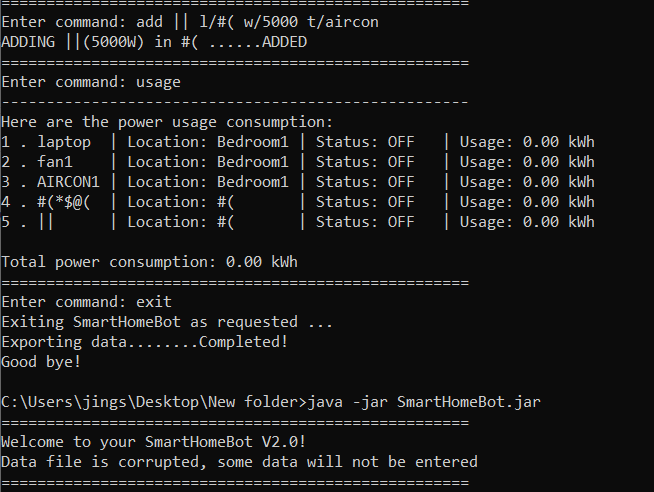 ====================================================
Enter command: add || l/#( w/5000 t/aircon
ADDING ||(5000W) in #( ......ADDED
====================================================
Enter command: usage
----------------------------------------------------
Here are the power usage consumption:
1 . laptop  | Location: Bedroom1 | Status: OFF   | Usage: 0.00 kWh
2 . fan1    | Location: Bedroom1 | Status: OFF   | Usage: 0.00 kWh
3 . AIRCON1 | Location: Bedroom1 | Status: OFF   | Usage: 0.00 kWh
4 . #(*$@(  | Location: #(       | Status: OFF   | Usage: 0.00 kWh
5 . ||      | Location: #(       | Status: OFF   | Usage: 0.00 kWh
Total power consumption: 0.00 kWh
====================================================
Enter command: exit
Exiting SmartHomeBot as requested ...
Exporting data........Completed!
Good bye!
C:\Users\jings\Desktop\New folder>java -jar SmartHomeBot.jar
====================================================
Welcome to your SmartHomeBot V2.0!
Data file is corrupted, some data will not be entered
====================================================